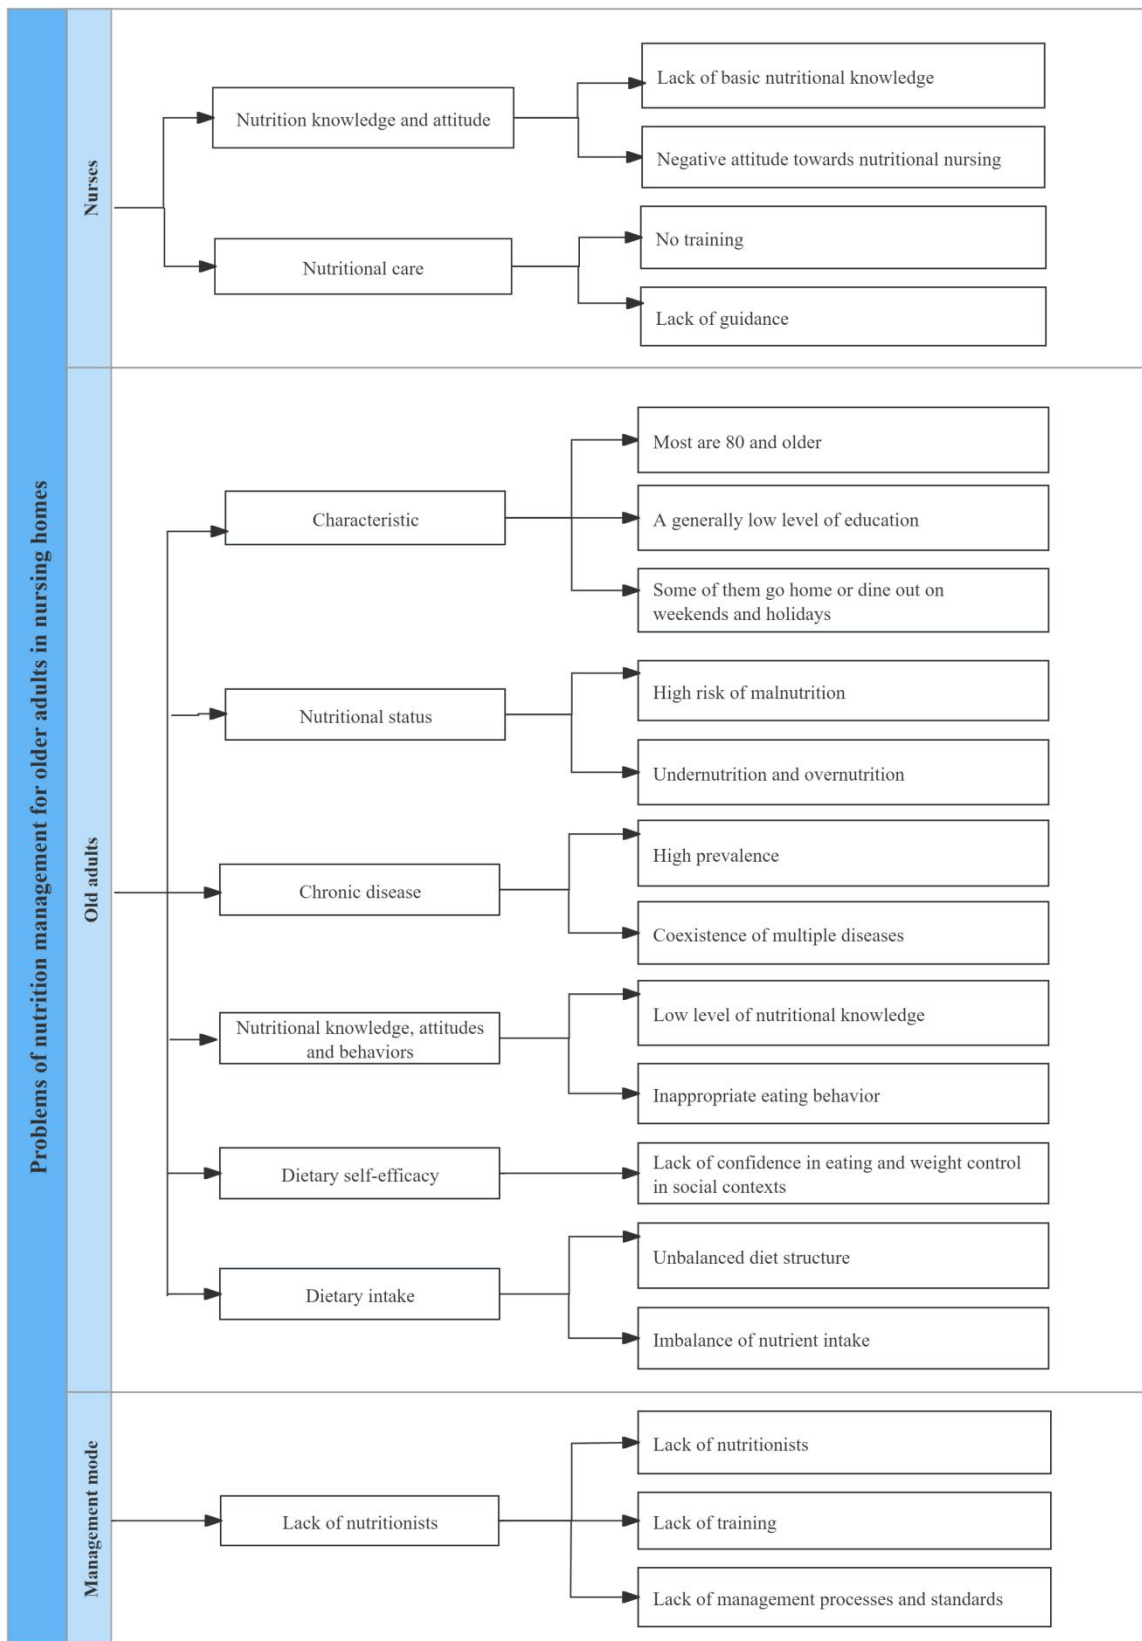 Problems of nutrition management for older adults in nursing homes
Nurses
Nutrition knowledge and attitude
Lack of basic nutritional knowledge
Negative attitude towards nutritional nursing
Nutritional care
No training
Lack of guidance
Old adults
Characteristic
Most are 80 and older
A generally low level of education
Some of them go home or dine out on
weekends and holidays
Nutritional status
High risk of malnutrition
Undernutrition and overnutrition
Chronic disease
High prevalence
Coexistence of multiple diseases
Nutritional knowledge, attitudes
and behaviors
Low level of nutritional knowledge
Inappropriate eating behavior
Dietary self-efficacy
Lack of confidence in eating and weight control
in social contexts
Dietary intake
Unbalanced diet structure
Imbalance of nutrient intake
Management mode
Lack of nutritionists
Lack of nutritionists
Lack of training
Lack of management processes and standards